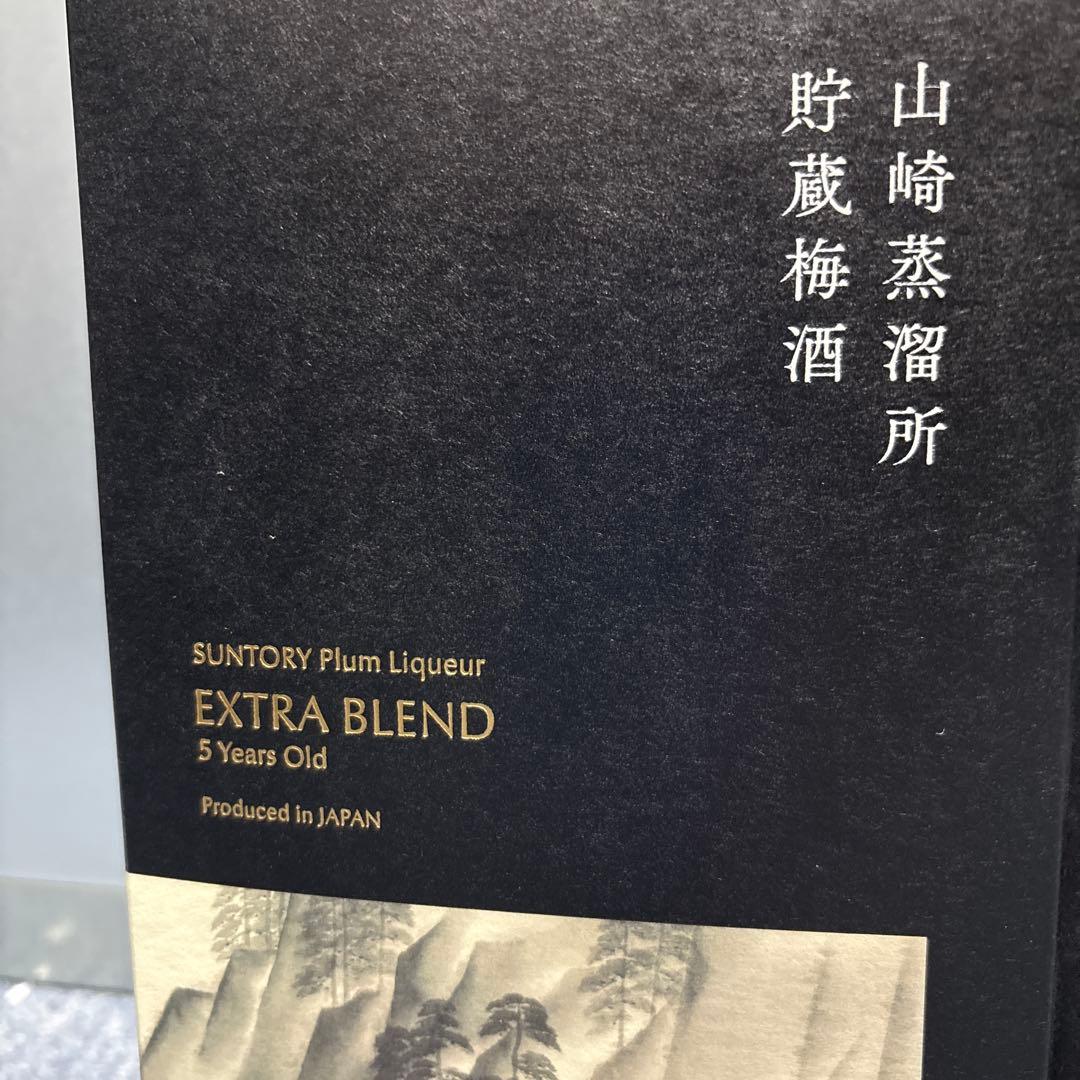 山崎蒸溜所
貯蔵梅酒
SUNTORY Plum Liqueur
EXTRA BLEND
5 Years Old
Produced in JAPAN